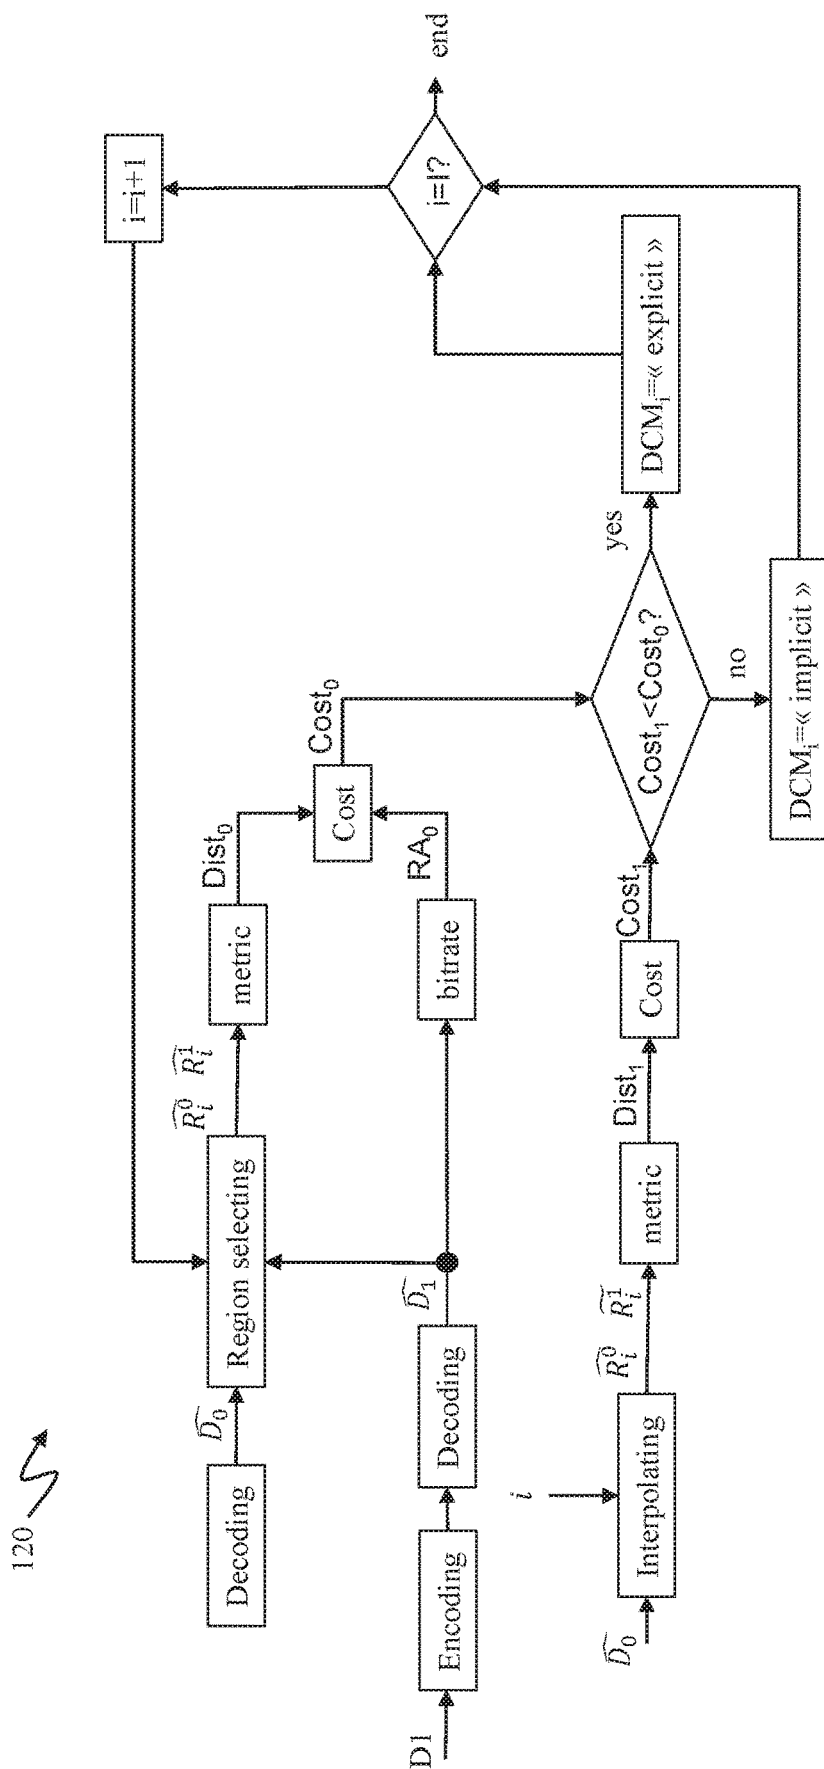 120
i=i+1
end
i=I?
Decoding
D̂₀
Region selecting
R̂ᵢ⁰ R̂ᵢ¹
metric
Dist₀
Cost
Cost₀
D1
Encoding
Decoding
D̂₁
bitrate
RA₀
D̂₀
i
Interpolating
R̃ᵢ⁰ R̃ᵢ¹
metric
Dist₁
Cost
Cost₁
Cost₁ <Cost₀?
yes
DCMᵢ=« explicit »
no
DCMᵢ=« implicit »